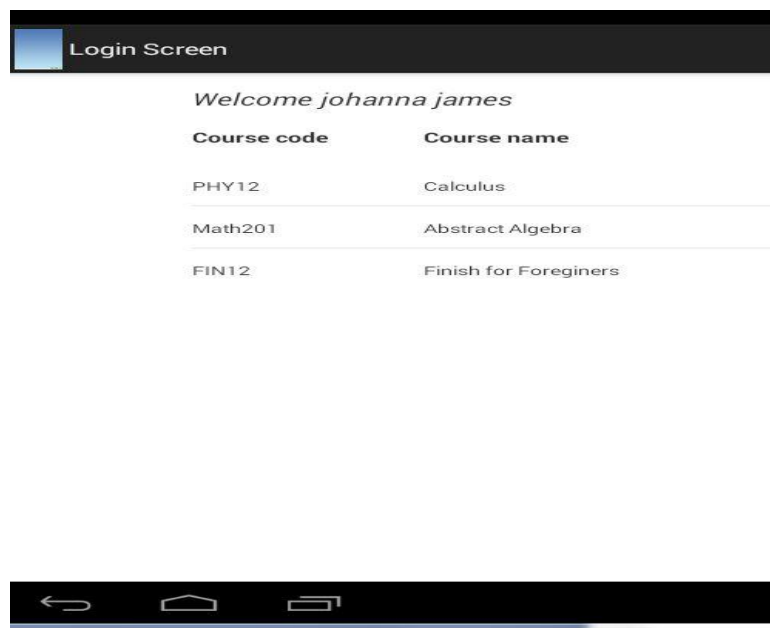 Login Screen
Welcome johanna james
Course code Course name
PHY12 Calculus
Math201 Abstract Algebra
FIN12 Finish for Foreginers